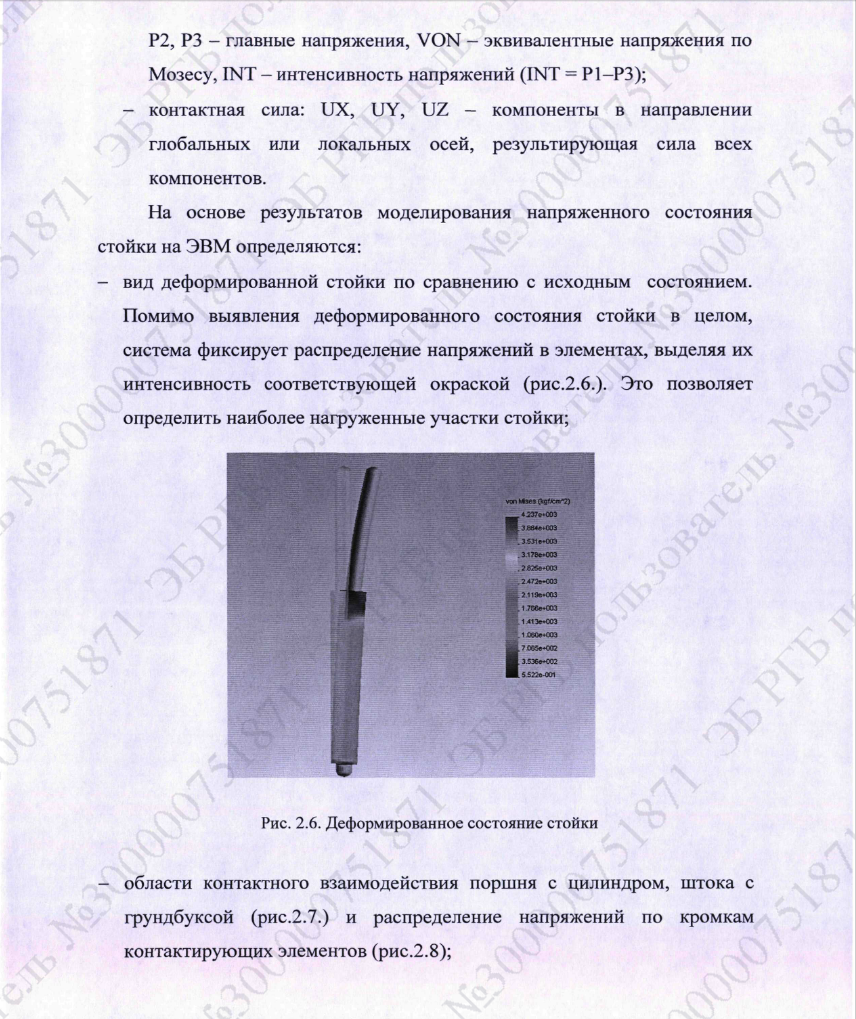 P2, P3 – главные напряжения, VON – эквивалентные напряжения по
Мозесу, INT – интенсивность напряжений (INT = P1–P3);
− контактная сила: UX, UY, UZ – компоненты в направлении
глобальных или локальных осей, результирующая сила всех
компонентов.
На основе результатов моделирования напряженного состояния
стойки на ЭВМ определяются:
− вид деформированной стойки по сравнению с исходным состоянием.
Помимо выявления деформированного состояния стойки в целом,
система фиксирует распределение напряжений в элементах, выделяя их
интенсивность соответствующей окраской (рис.2.6.). Это позволяет
определить наиболее нагруженные участки стойки;
von Mises (kgf/cm^2)
4.237e+003
3.884e+003
3.531e+003
3.178e+003
2.825e+003
2.472e+003
2.119e+003
1.766e+003
1.413e+003
1.060e+003
7.065e+002
3.536e+002
5.522e-001
Рис. 2.6. Деформированное состояние стойки
− области контактного взаимодействия поршня с цилиндром, штока с
грундбуксой (рис.2.7.) и распределение напряжений по кромкам
контактирующих элементов (рис.2.8);